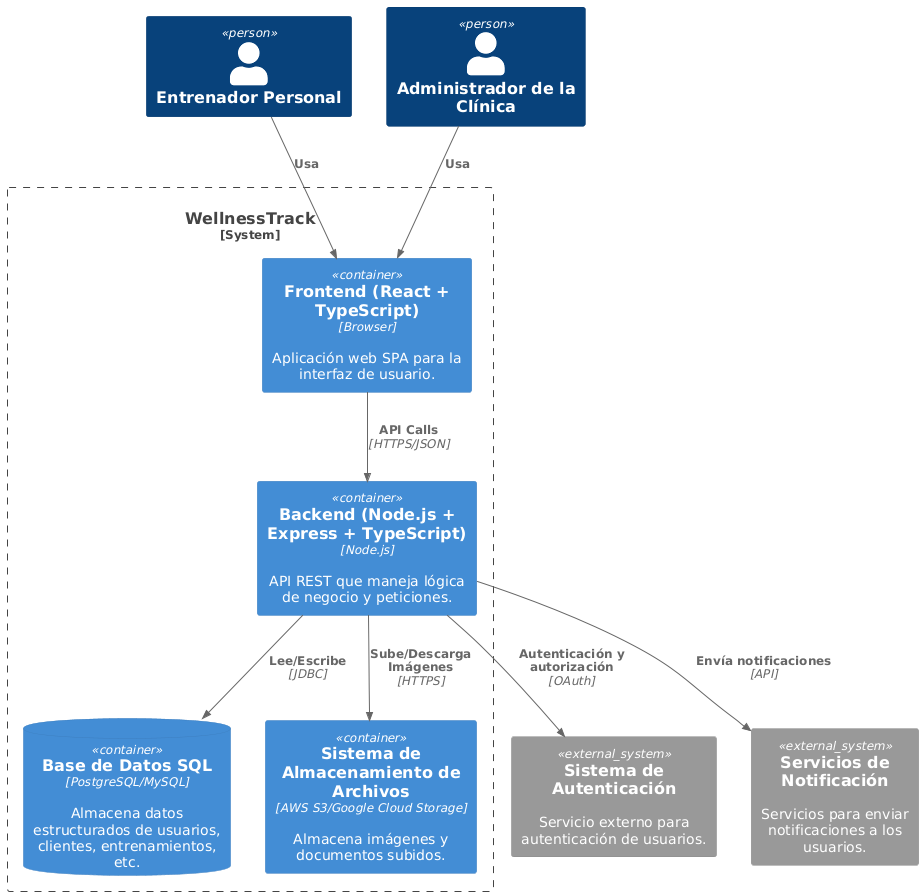 «person»
Entrenador Personal
«person»
Administrador de la
Clínica
Usa
Usa
WellnessTrack
[System]
«container»
Frontend (React +
TypeScript)
[Browser]
Aplicación web SPA para la
interfaz de usuario.
API Calls
[HTTPS/JSON]
«container»
Backend (Node.js +
Express + TypeScript)
[Node.js]
API REST que maneja lógica
de negocio y peticiones.
Lee/Escribe
[JDBC]
Sube/Descarga
Imágenes
[HTTPS]
Autenticación y
autorización
[OAuth]
Envía notificaciones
[API]
«container»
Base de Datos SQL
[PostgreSQL/MySQL]
Almacena datos
estructurados de usuarios,
clientes, entrenamientos,
etc.
«container»
Sistema de
Almacenamiento de
Archivos
[AWS S3/Google Cloud Storage]
Almacena imágenes y
documentos subidos.
«external_system»
Sistema de
Autenticación
Servicio externo para
autenticación de usuarios.
«external_system»
Servicios de
Notificación
Servicios para enviar
notificaciones a los
usuarios.